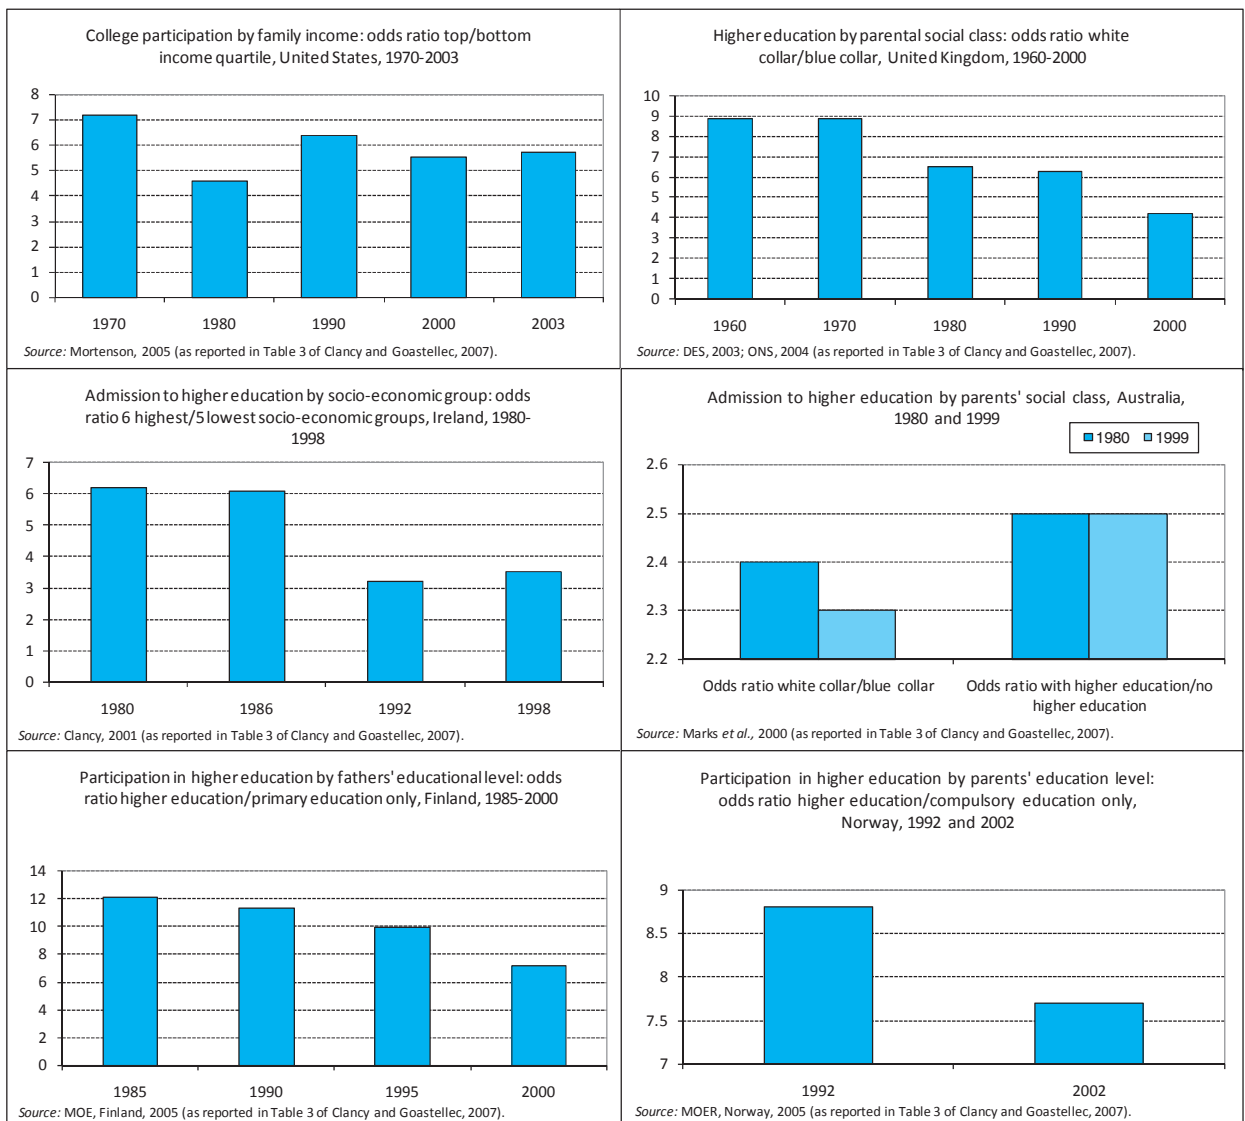 College participation by family income: odds ratio top/bottom
income quartile, United States, 1970-2003
8
7
6
5
4
3
2
1
0
1970 1980 1990 2000 2003
Source: Mortenson, 2005 (as reported in Table 3 of Clancy and Goastellec, 2007).
Higher education by parental social class: odds ratio white
collar/blue collar, United Kingdom, 1960-2000
10
9
8
7
6
5
4
3
2
1
0
1960 1970 1980 1990 2000
Source: DES, 2003; ONS, 2004 (as reported in Table 3 of Clancy and Goastellec, 2007).
Admission to higher education by socio-economic group: odds
ratio 6 highest/5 lowest socio-economic groups, Ireland, 1980-
1998
7
6
5
4
3
2
1
0
1980 1986 1992 1998
Source: Clancy, 2001 (as reported in Table 3 of Clancy and Goastellec, 2007).
Admission to higher education by parents' social class, Australia,
1980 and 1999
1980 1999
2.6
2.5
2.4
2.3
2.2
Odds ratio white collar/blue collar Odds ratio with higher education/no
higher education
Source: Marks et al., 2000 (as reported in Table 3 of Clancy and Goastellec, 2007).
Participation in higher education by fathers' educational level: odds
ratio higher education/primary education only, Finland, 1985-2000
14
12
10
8
6
4
2
0
1985 1990 1995 2000
Source: MOE, Finland, 2005 (as reported in Table 3 of Clancy and Goastellec, 2007).
Participation in higher education by parents' education level:
odds ratio higher education/compulsory education only,
Norway, 1992 and 2002
9
8.5
8
7.5
7
1992 2002
Source: MOER, Norway, 2005 (as reported in Table 3 of Clancy and Goastellec, 2007).